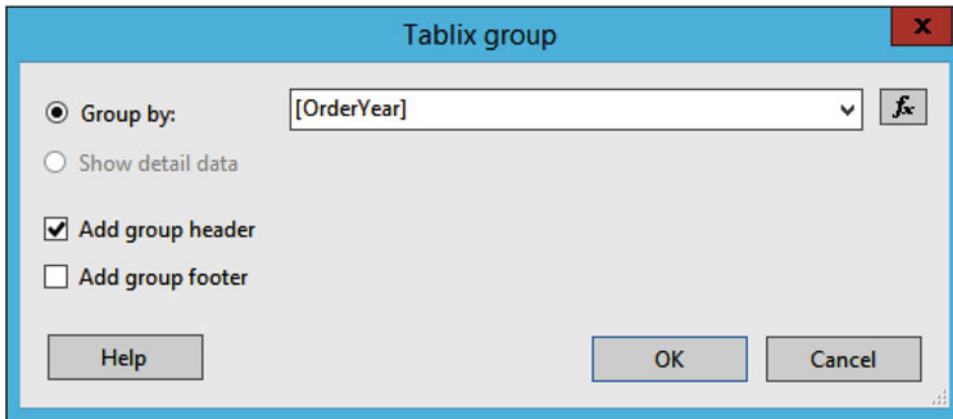 Tablix group
x
Group by:
[OrderYear]
fx
Show detail data
Add group header
Add group footer
Help
OK
Cancel